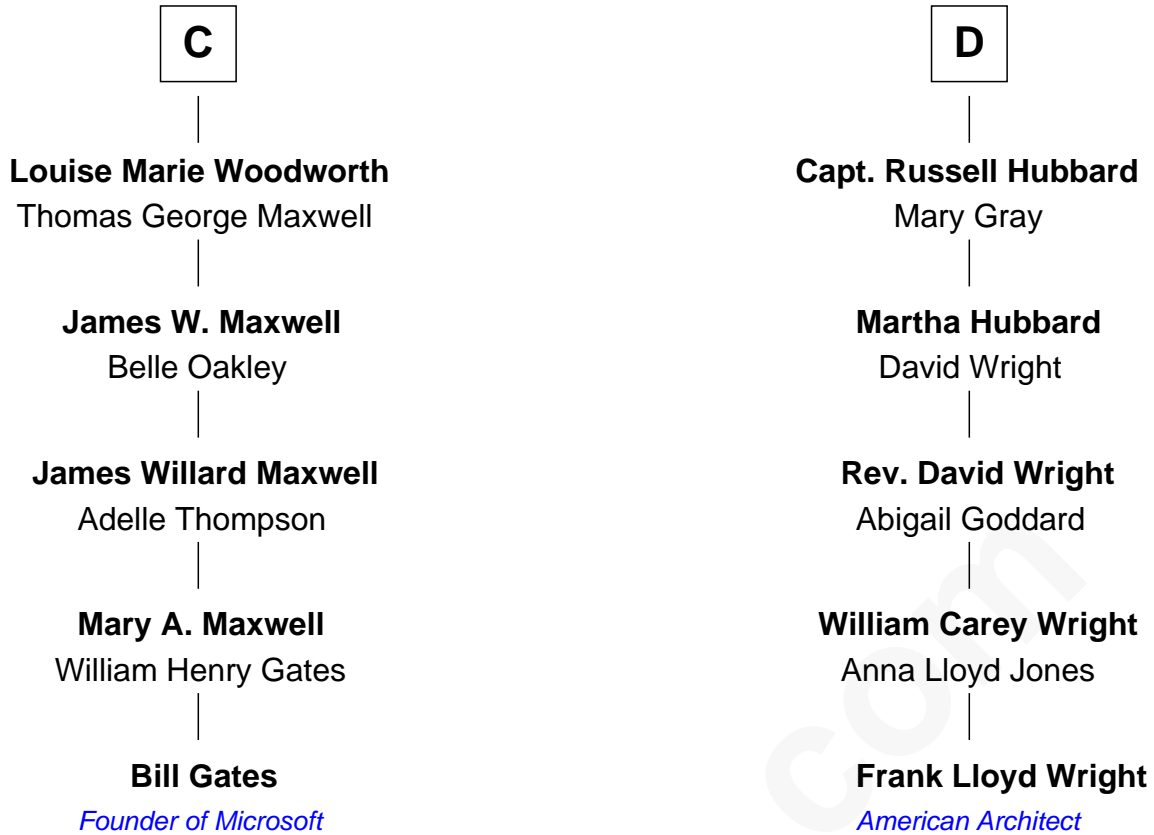 C
Louise Marie Woodworth
Thomas George Maxwell
James W. Maxwell
Belle Oakley
James Willard Maxwell
Adelle Thompson
Mary A. Maxwell
William Henry Gates
Bill Gates
Founder of Microsoft
D
Capt. Russell Hubbard
Mary Gray
Martha Hubbard
David Wright
Rev. David Wright
Abigail Goddard
William Carey Wright
Anna Lloyd Jones
Frank Lloyd Wright
American Architect
com